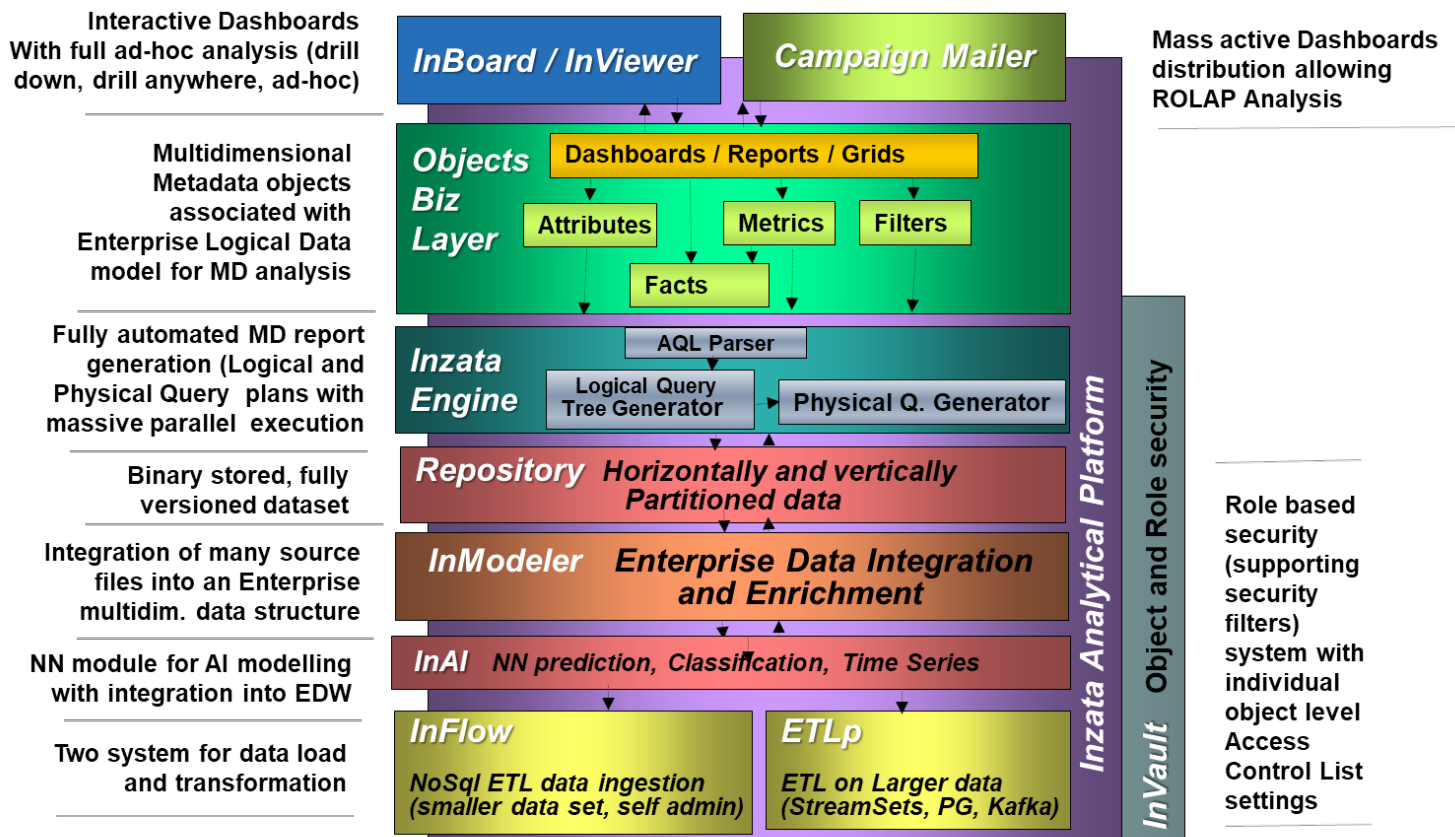 Interactive Dashboards
With full ad-hoc analysis (drill
down, drill anywhere, ad-hoc)
Multidimensional
Metadata objects
associated with
Enterprise Logical Data
model for MD analysis
Fully automated MD report
generation (Logical and
Physical Query plans with
massive parallel execution
Binary stored, fully
versioned dataset
Integration of many source
files into an Enterprise
multidim. data structure
NN module for AI modelling
with integration into EDW
Two system for data load
and transformation
InBoard / InViewer
Campaign Mailer
Objects
Biz
Layer
Dashboards / Reports / Grids
Attributes
Metrics
Filters
Facts
Inzata
Engine
AQL Parser
Logical Query
Tree Generator
Physical Q. Generator
Repository Horizontally and vertically
Partitioned data
InModeler Enterprise Data Integration
and Enrichment
InAI NN prediction, Classification, Time Series
InFlow
NoSql ETL data ingestion
(smaller data set, self admin)
ETLp
ETL on Larger data
(StreamSets, PG, Kafka)
Inzata Analytical Platform
InVault Object and Role security
Mass active Dashboards
distribution allowing
ROLAP Analysis
Role based
security
(supporting
security
filters)
system with
individual
object level
Access
Control List
settings